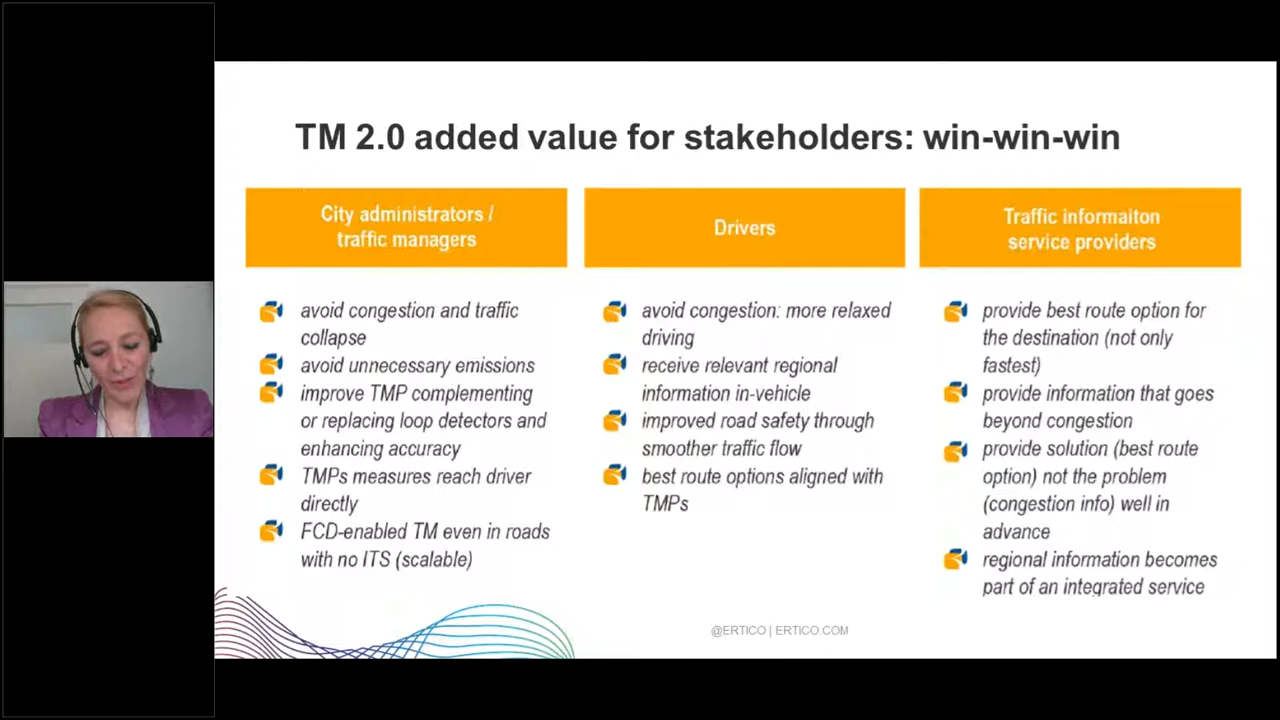 TM 2.0 added value for stakeholders: win-win-win
City administrators /
traffic managers
avoid congestion and traffic
collapse
avoid unnecessary emissions
improve TMP complementing
or replacing loop detectors and
enhancing accuracy
TMPs measures reach driver
directly
FCD-enabled TM even in roads
with no ITS (scalable)
Drivers
avoid congestion: more relaxed
driving
receive relevant regional
information in-vehicle
improved road safety through
smoother traffic flow
best route options aligned with
TMPs
Traffic informaiton
service providers
provide best route option for
the destination (not only
fastest)
provide information that goes
beyond congestion
provide solution (best route
option) not the problem
(congestion info) well in
advance
regional information becomes
part of an integrated service
@ERTICO | ERTICO.COM